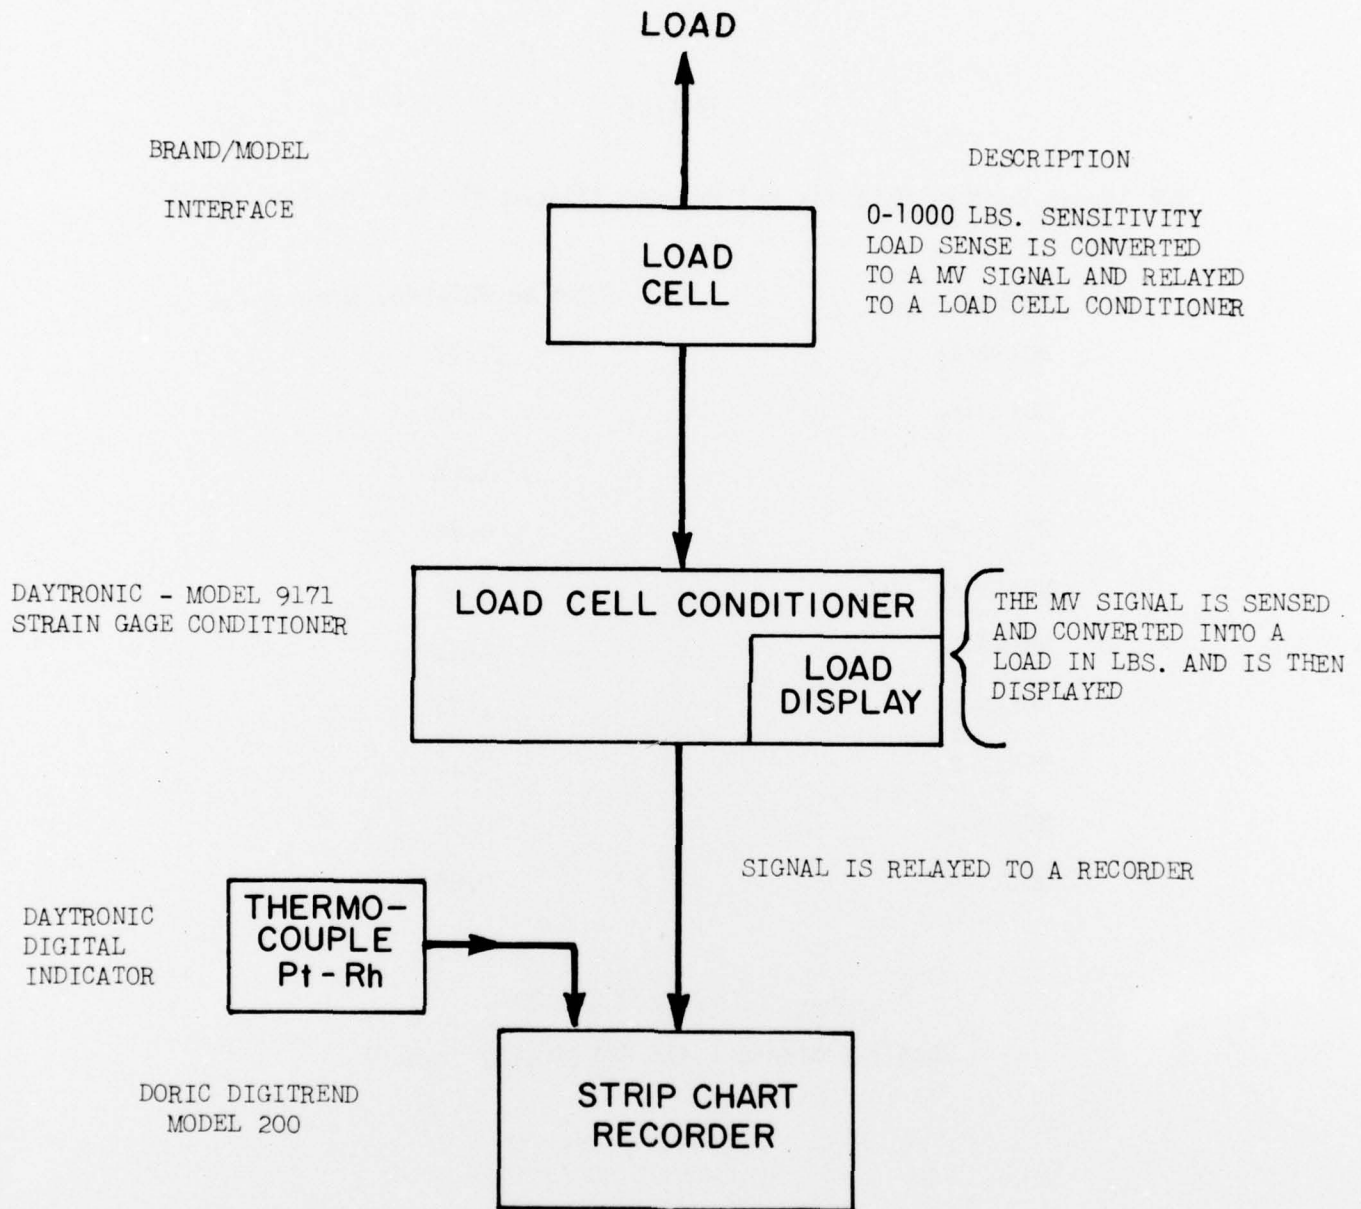 LOAD
BRAND/MODEL
INTERFACE
LOAD
CELL
DESCRIPTION
0-1000 LBS. SENSITIVITY
LOAD SENSE IS CONVERTED
TO A MV SIGNAL AND RELAYED
TO A LOAD CELL CONDITIONER
DAYTRONIC - MODEL 9171
STRAIN GAGE CONDITIONER
LOAD CELL CONDITIONER
LOAD
DISPLAY
THE MV SIGNAL IS SENSED
AND CONVERTED INTO A
LOAD IN LBS. AND IS THEN
DISPLAYED
SIGNAL IS RELAYED TO A RECORDER
DAYTRONIC
DIGITAL
INDICATOR
THERMO-
COUPLE
Pt - Rh
DORIC DIGITREND
MODEL 200
STRIP CHART
RECORDER